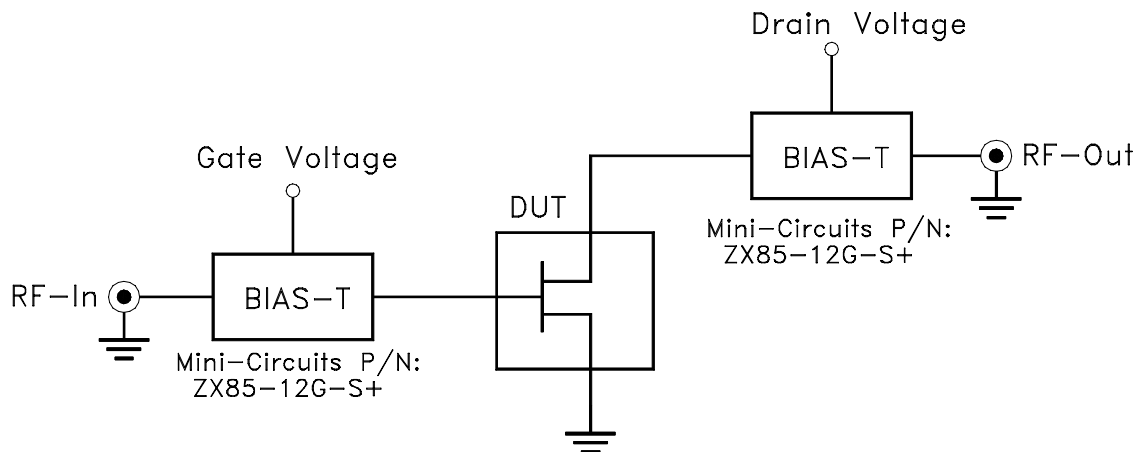 Drain Voltage
BIAS-T
RF-Out
Mini-Circuits P/N:
ZX85-12G-S+
Gate Voltage
DUT
RF-In
BIAS-T
Mini-Circuits P/N:
ZX85-12G-S+